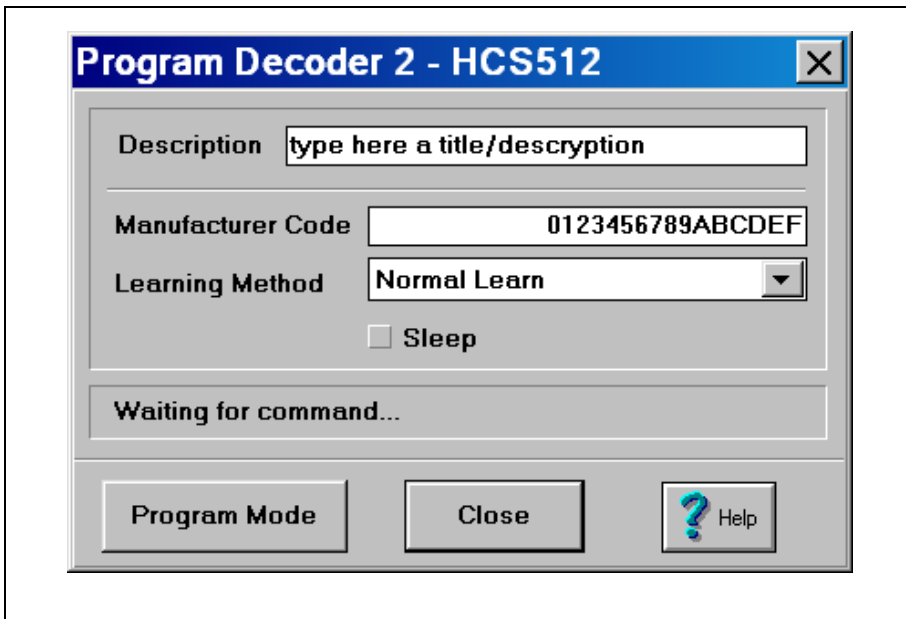 Program Decoder 2 - HCS512
Description type here a title/descryption
Manufacturer Code 0123456789ABCDEF
Learning Method Normal Learn
Sleep
Waiting for command...
Program Mode Close Help